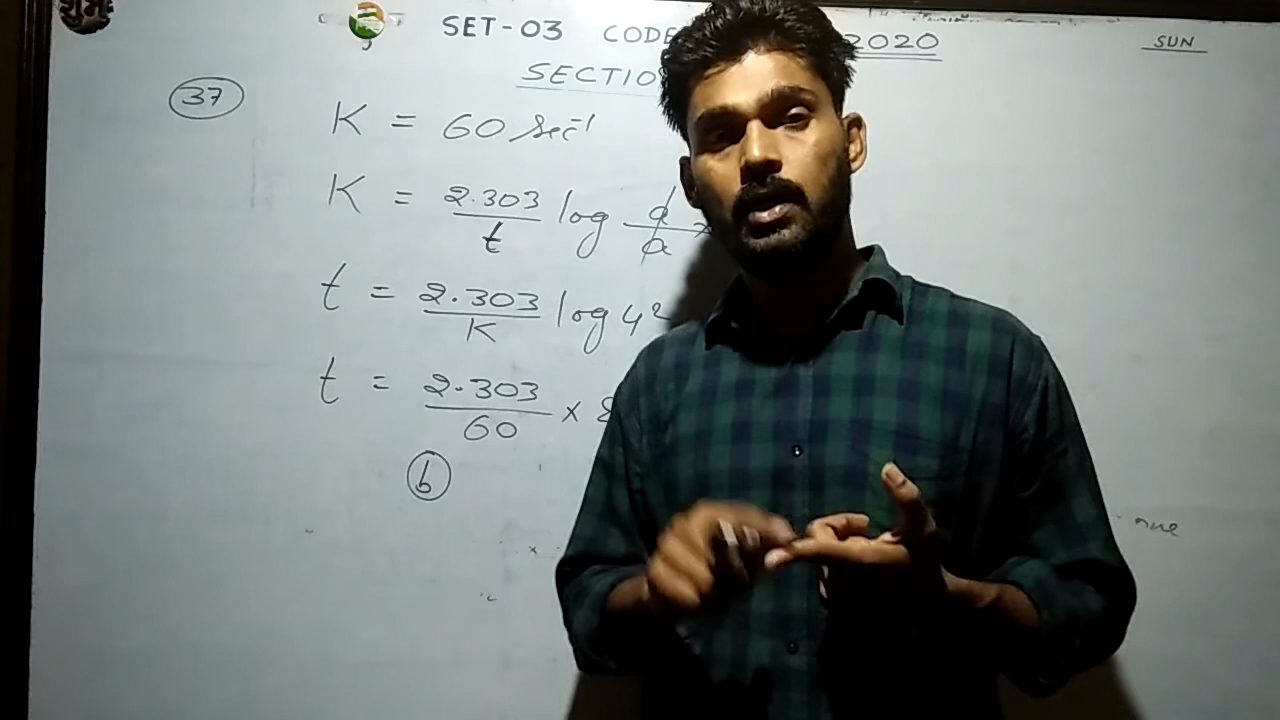 शुभ
SET-03 CODE 2020 SUN
SECTIO
37
K = 60 sec⁻¹
K = 2.303/t log a/a ×
t = 2.303/K log 4²
t = 2.303/60 ×
b